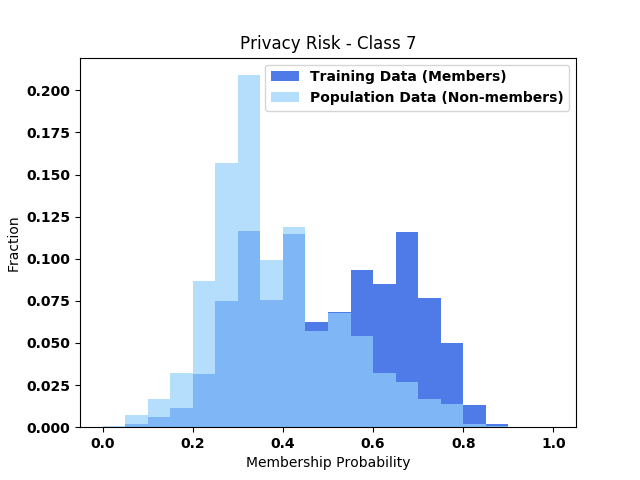 Privacy Risk - Class 7
Training Data (Members)
Population Data (Non-members)
0.200
0.175
0.150
0.125
0.100
0.075
0.050
0.025
0.000
Fraction
0.0 0.2 0.4 0.6 0.8 1.0
Membership Probability